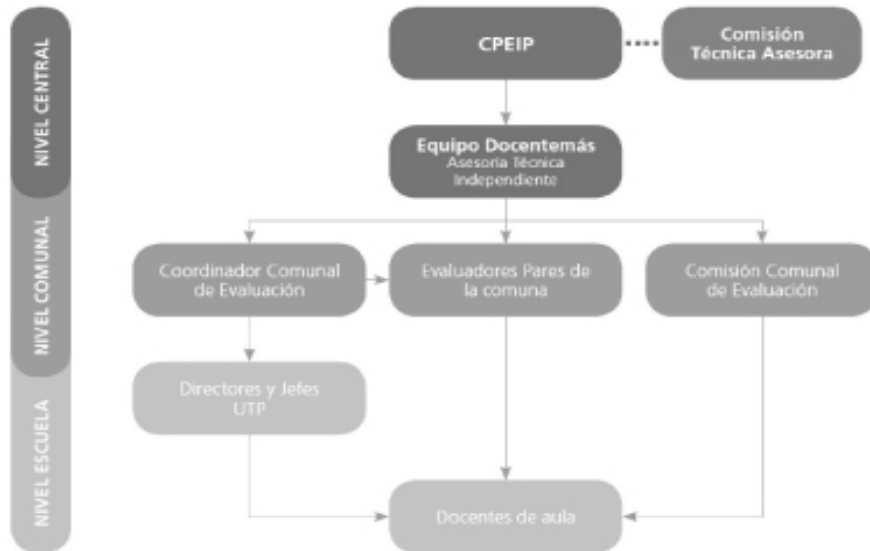 NIVEL CENTRAL
CPEIP
Comisión
Técnica Asesora
Equipo Docentemás
Asesoría Técnica
Independiente
NIVEL COMUNAL
Coordinador Comunal
de Evaluación
Evaluadores Pares de
la comuna
Comisión Comunal
de Evaluación
NIVEL ESCUELA
Directores y Jefes
UTP
Docentes de aula